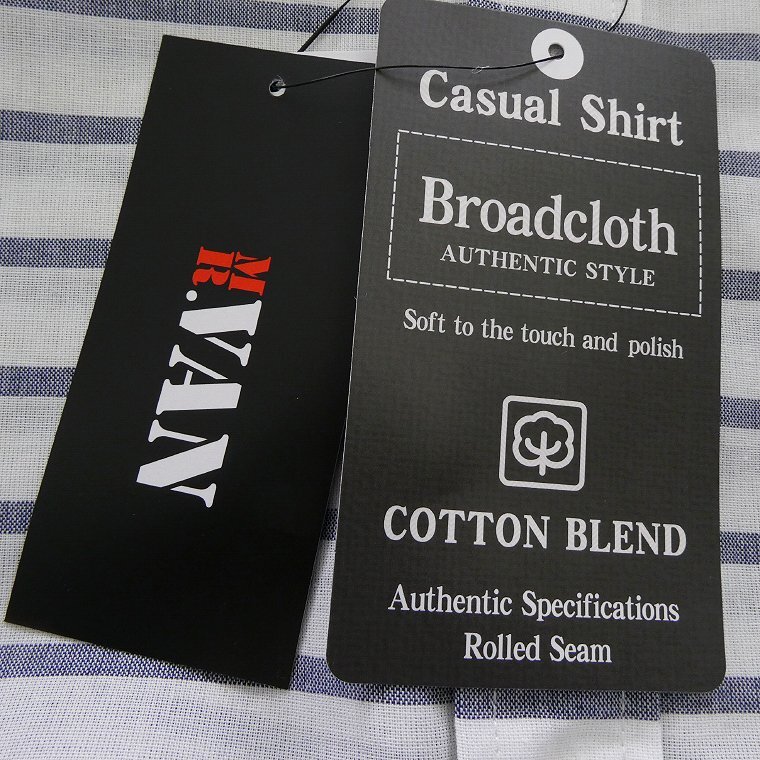 MR.VAN
Casual Shirt
Broadcloth
AUTHENTIC STYLE
Soft to the touch and polish
COTTON BLEND
Authentic Specifications
Rolled Seam